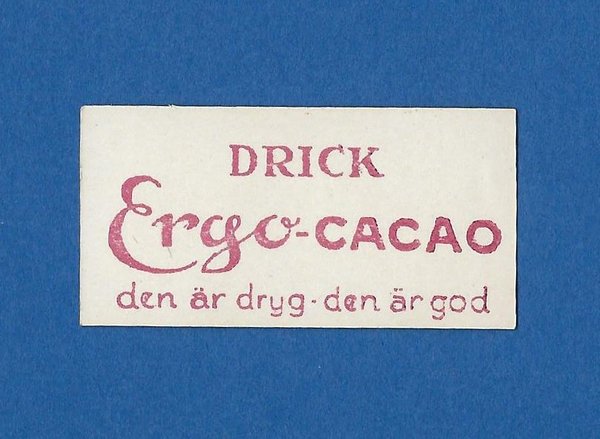 DRICK
Ergo-CACAO
den är dryg-den är god